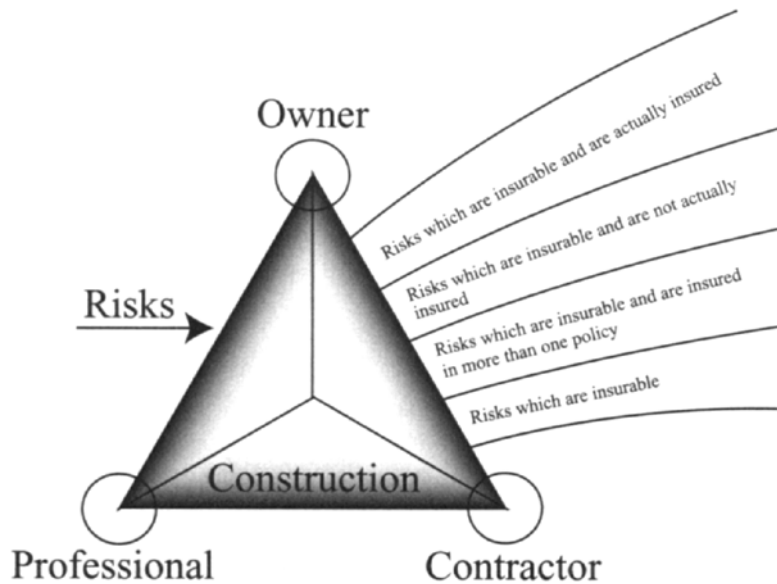 Owner
Risks which are insurable and are actually insured
Risks which are insurable and are not actually
insured
Risks
Risks which are insurable and are insured
in more than one policy
Risks which are insurable
Construction
Professional
Contractor